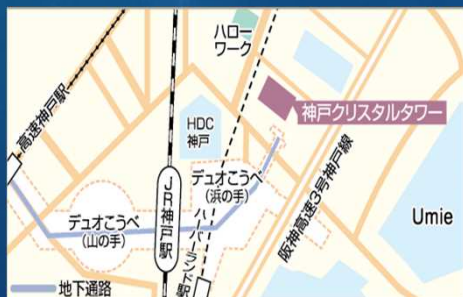 ハロー
ワーク
高速神戸駅
神戸クリスタルタワー
HDC
神戸
デュオこうべ
(浜の手)
阪神高速3号神戸線
JR神戸駅
Umie
デュオこうべ
(山の手)
ハーバーランド駅
地下通路